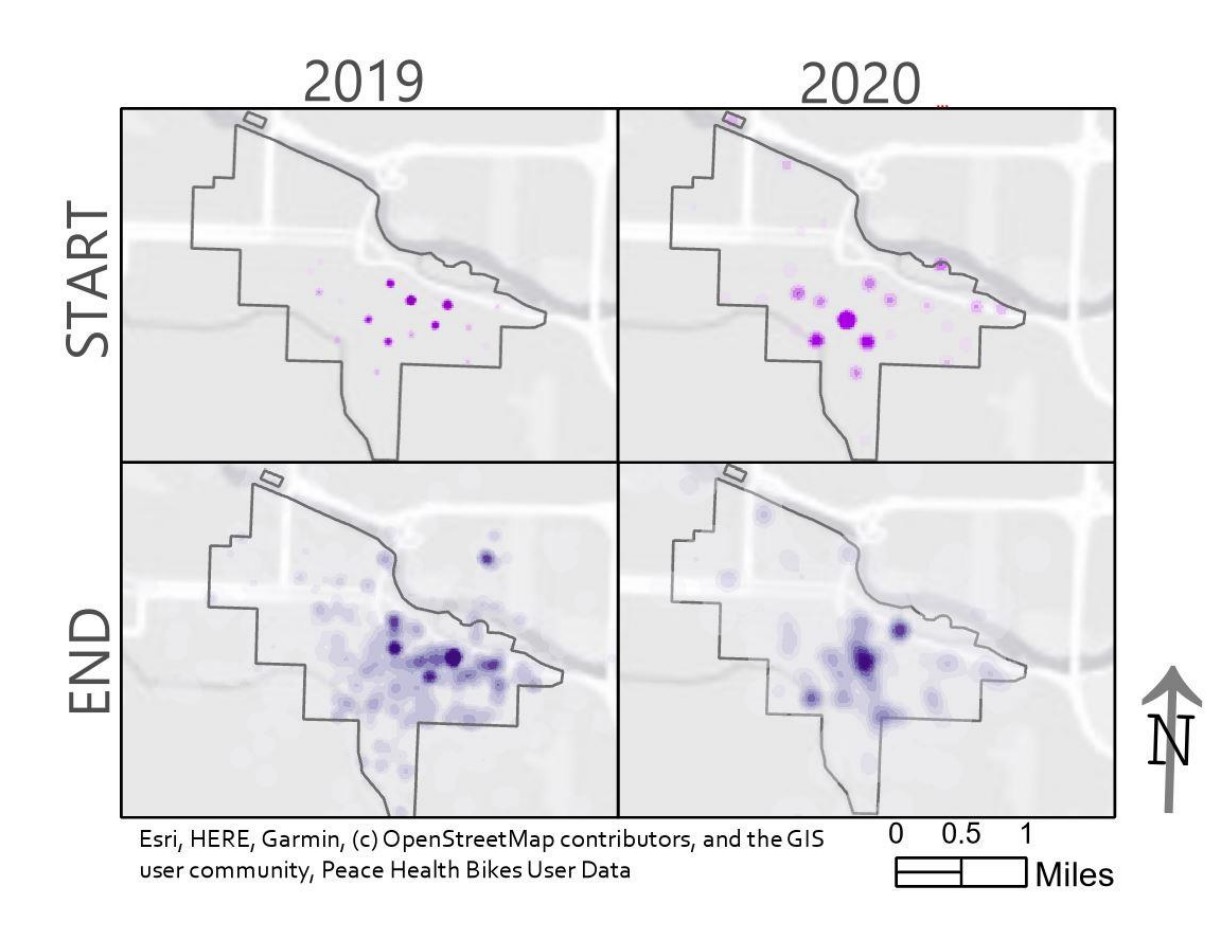 2019
2020
START
END
N
Esri, HERE, Garmin, (c) OpenStreetMap contributors, and the GIS
user community, Peace Health Bikes User Data
0 0.5 1
Miles